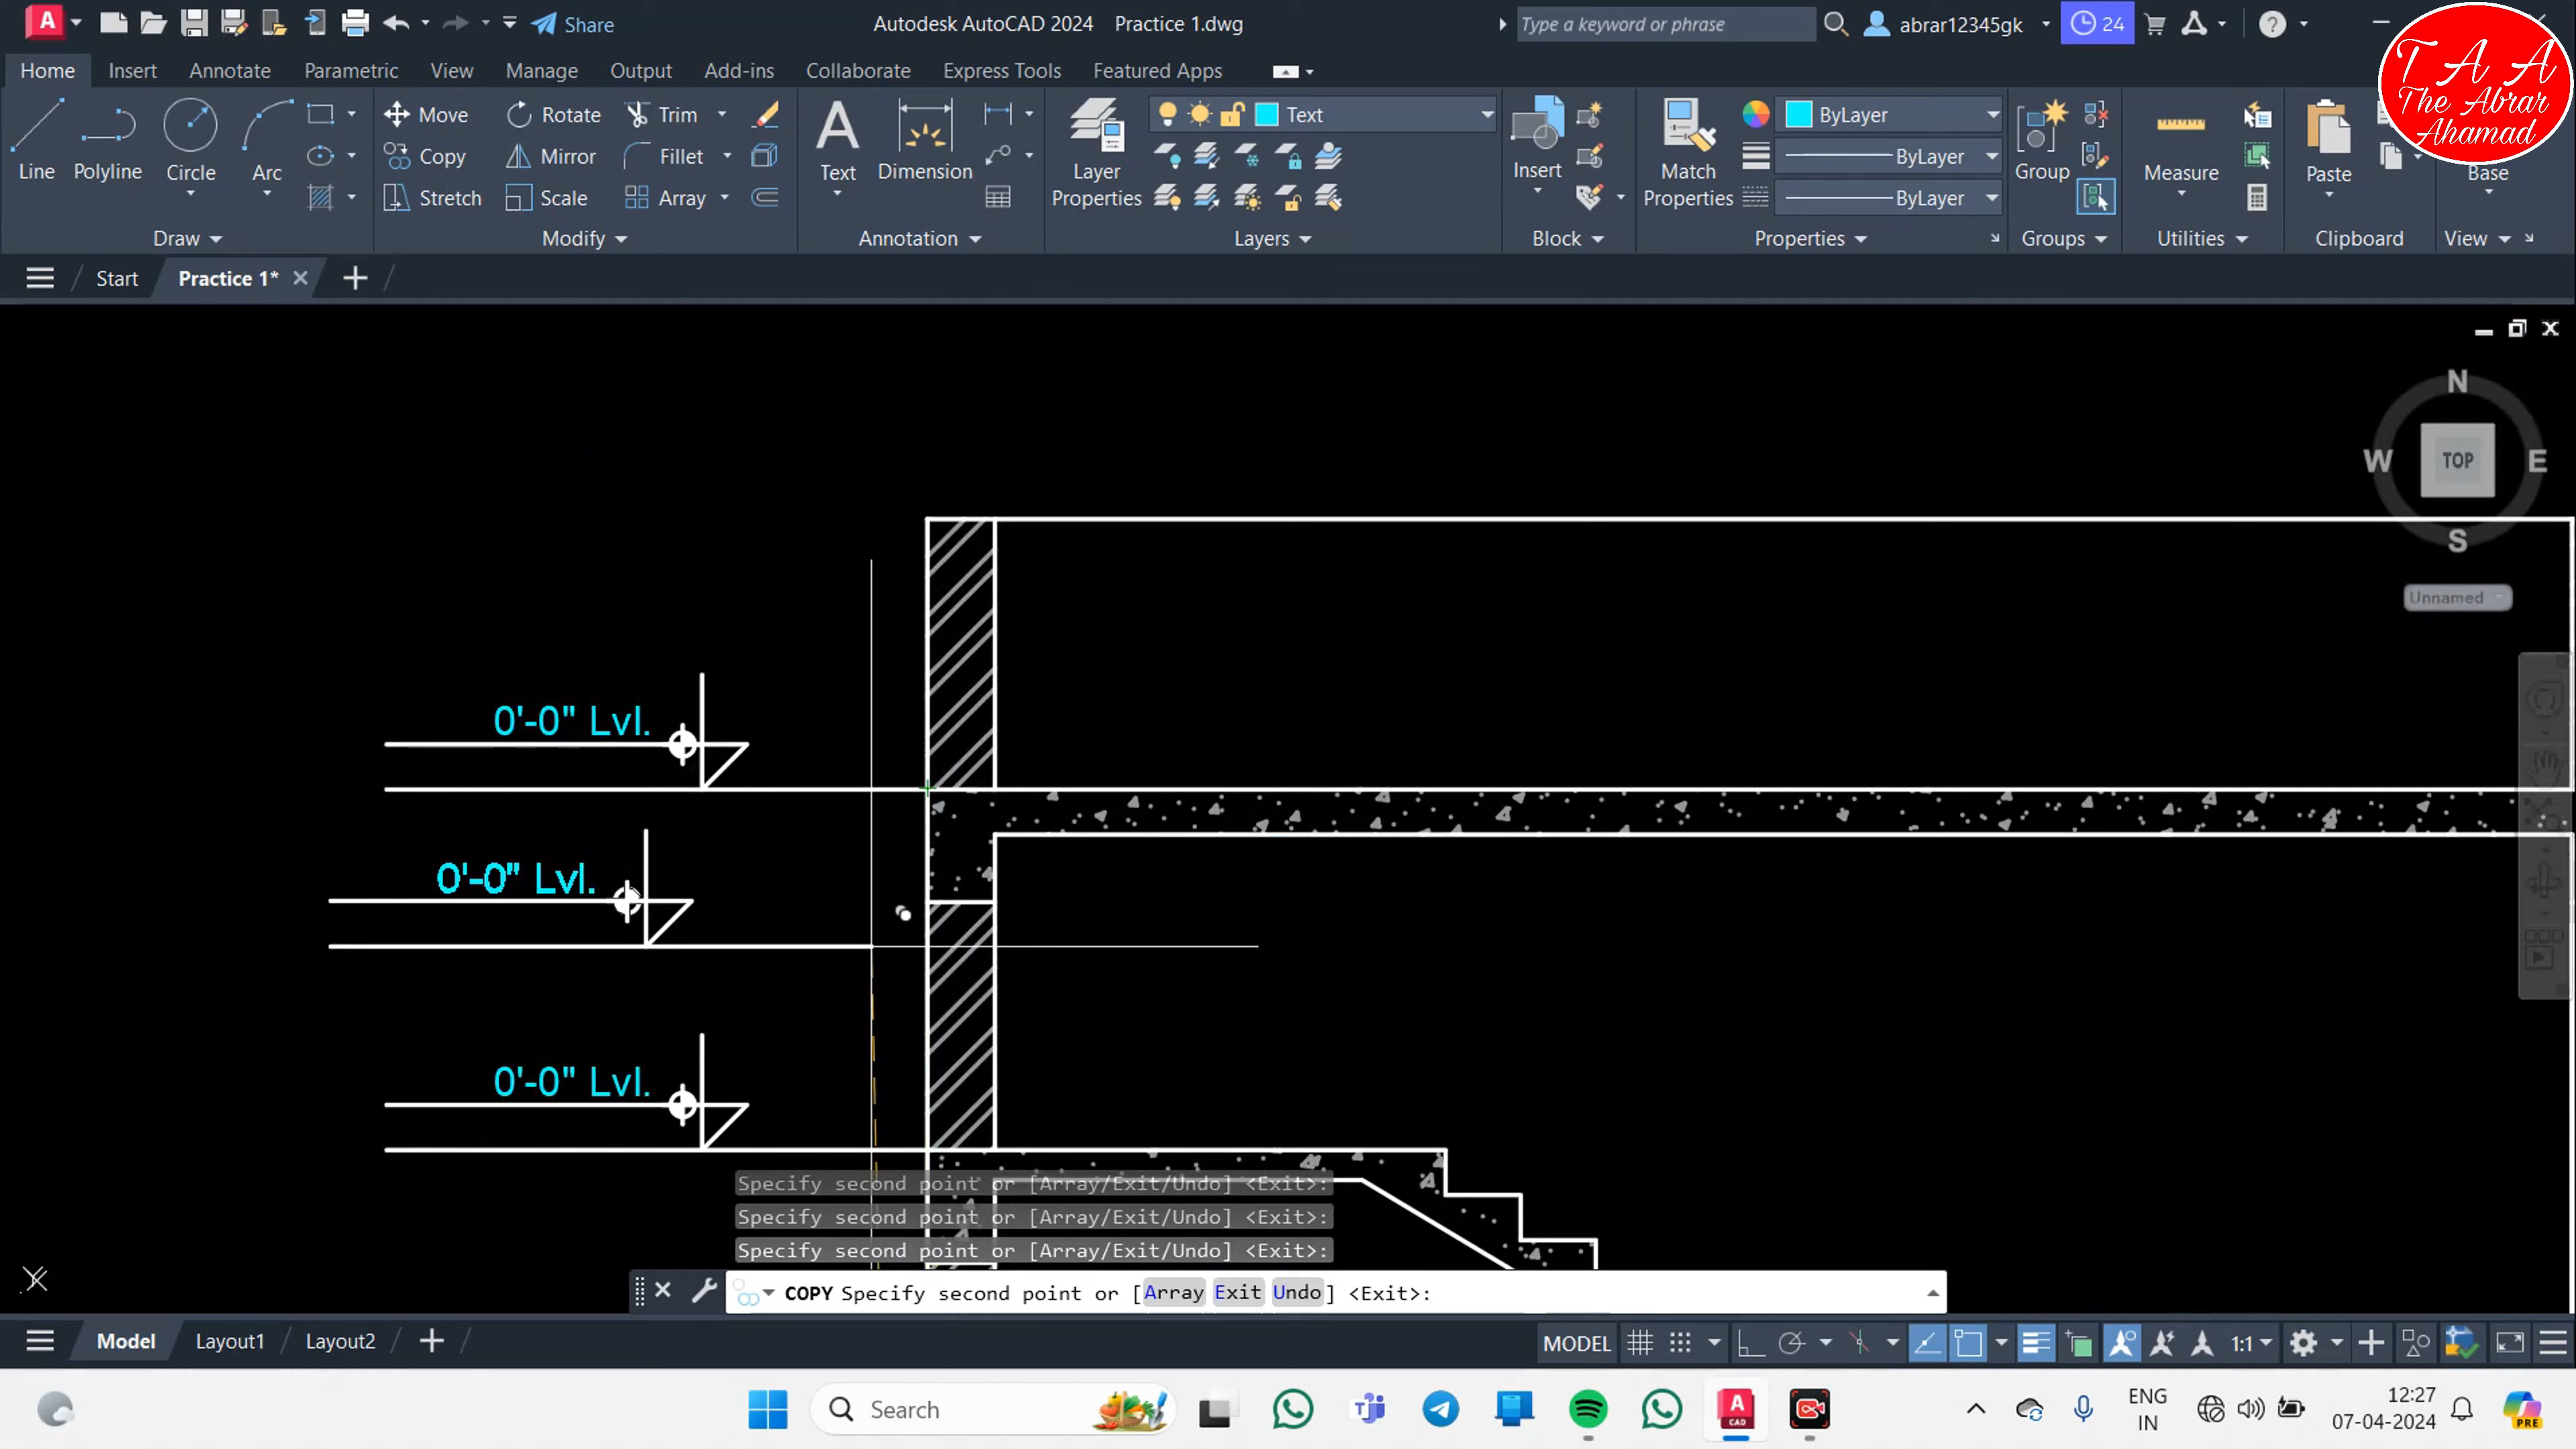 Share
Autodesk AutoCAD 2024 Practice 1.dwg
Type a keyword or phrase
abrar12345gk
24
T A A
The Abrar
Ahamad
Home Insert Annotate Parametric View Manage Output Add-ins Collaborate Express Tools Featured Apps
Line Polyline Circle Arc
Move Rotate Trim
Copy Mirror Fillet
Stretch Scale Array
Text Dimension
Layer Properties
Text
Insert
Match Properties
ByLayer
ByLayer
ByLayer
Group
Measure
Paste
Base
Draw Modify Annotation Layers Block Properties Groups Utilities Clipboard View
Start Practice 1*
N
W TOP E
S
Unnamed
0'-0" Lvl.
0'-0" Lvl.
0'-0" Lvl.
Specify second point or [Array/Exit/Undo] <Exit>:
Specify second point or [Array/Exit/Undo] <Exit>:
Specify second point or [Array/Exit/Undo] <Exit>:
COPY Specify second point or [Array Exit Undo] <Exit>:
Model Layout1 Layout2
MODEL 1:1
Search
A
CAD
ENG
IN
12:27
07-04-2024
PRE